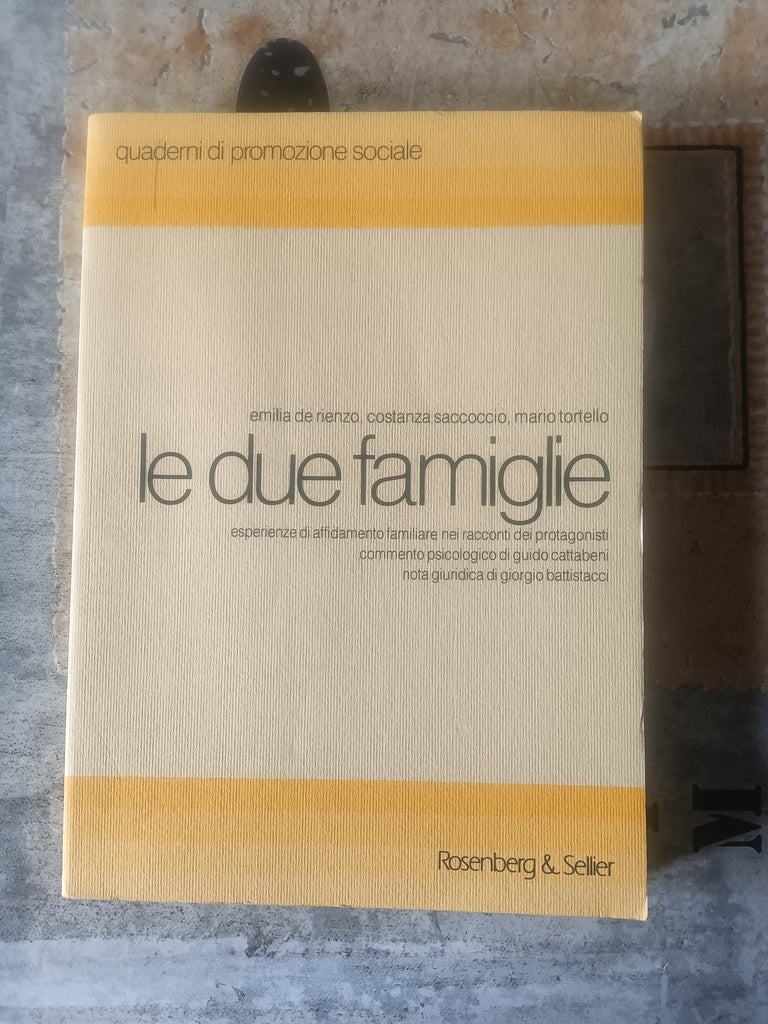 quaderni di promozione sociale
emilia de rienzo, costanza saccoccio, mario tortello
le due famiglie
esperienze di affidamento familiare nei racconti dei protagonisti
commento psicologico di guido cattabeni
nota giuridica di giorgio battistacci
Rosenberg & Sellier
M